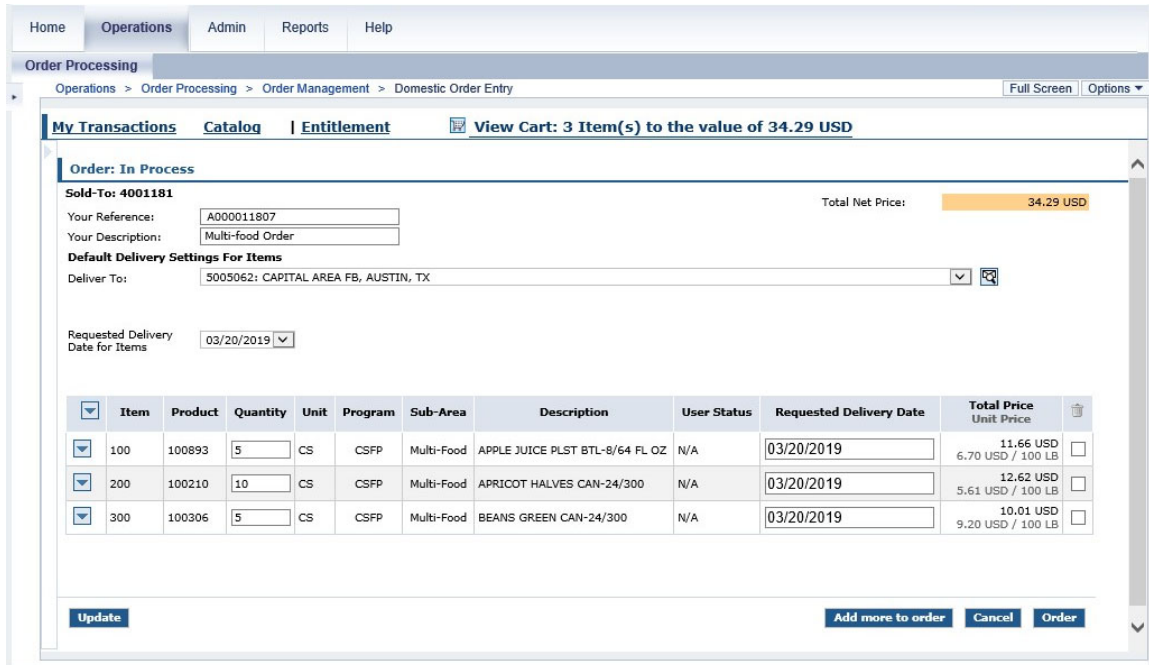 Home Operations Admin Reports Help
Order Processing
Operations > Order Processing > Order Management > Domestic Order Entry Full Screen Options
My Transactions Catalog | Entitlement View Cart: 3 Item(s) to the value of 34.29 USD
Order: In Process
Sold-To: 4001181
Total Net Price: 34.29 USD
Your Reference: A000011807
Your Description: Multi-food Order
Default Delivery Settings For Items
Deliver To: 5005062: CAPITAL AREA FB, AUSTIN, TX
Requested Delivery
Date for Items 03/20/2019
Item Product Quantity Unit Program Sub-Area Description User Status Requested Delivery Date Total Price
Unit Price
100 100893 5 CS CSFP Multi-Food APPLE JUICE PLST BTL-8/64 FL OZ N/A 03/20/2019 11.66 USD
6.70 USD / 100 LB
200 100210 10 CS CSFP Multi-Food APRICOT HALVES CAN-24/300 N/A 03/20/2019 12.62 USD
5.61 USD / 100 LB
300 100306 5 CS CSFP Multi-Food BEANS GREEN CAN-24/300 N/A 03/20/2019 10.01 USD
9.20 USD / 100 LB
Update Add more to order Cancel Order